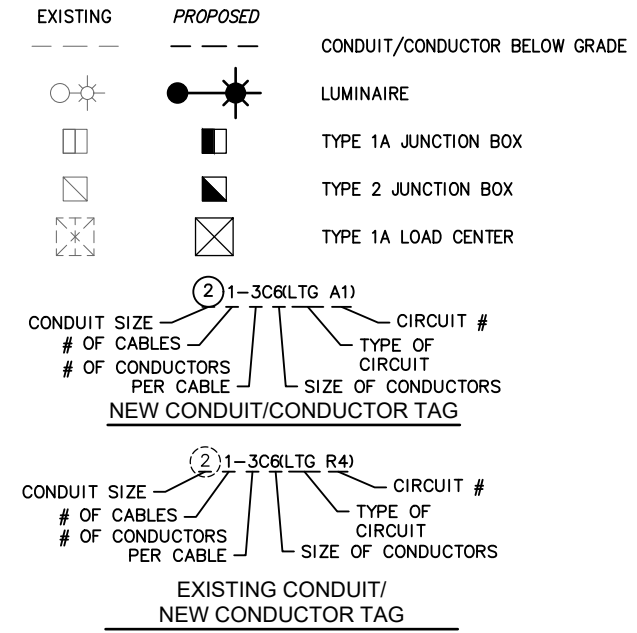 EXISTING PROPOSED
CONDUIT/CONDUCTOR BELOW GRADE
LUMINAIRE
TYPE 1A JUNCTION BOX
TYPE 2 JUNCTION BOX
TYPE 1A LOAD CENTER
2 1-3C6(LTG A1)
CONDUIT SIZE
# OF CABLES
# OF CONDUCTORS
PER CABLE
CIRCUIT #
TYPE OF
CIRCUIT
SIZE OF CONDUCTORS
NEW CONDUIT/CONDUCTOR TAG
2 1-3C6(LTG R4)
CONDUIT SIZE
# OF CABLES
# OF CONDUCTORS
PER CABLE
CIRCUIT #
TYPE OF
CIRCUIT
SIZE OF CONDUCTORS
EXISTING CONDUIT/
NEW CONDUCTOR TAG